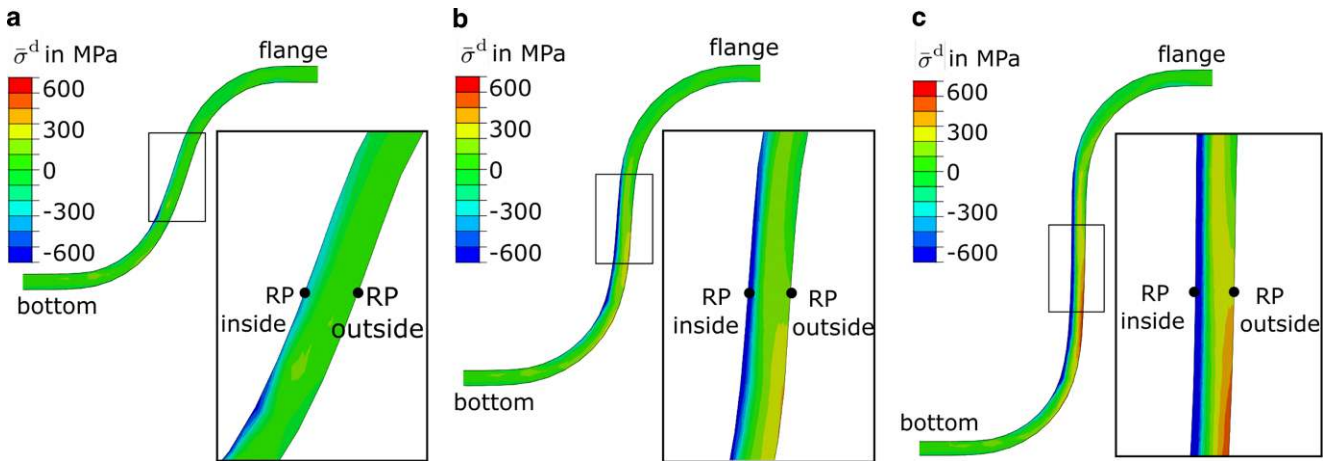 a
σ̄ᵈ in MPa
600
300
0
-300
-600
flange
bottom
RP
inside
RP
outside
b
σ̄ᵈ in MPa
600
300
0
-300
-600
flange
bottom
RP
inside
RP
outside
c
σ̄ᵈ in MPa
600
300
0
-300
-600
flange
bottom
RP
inside
RP
outside